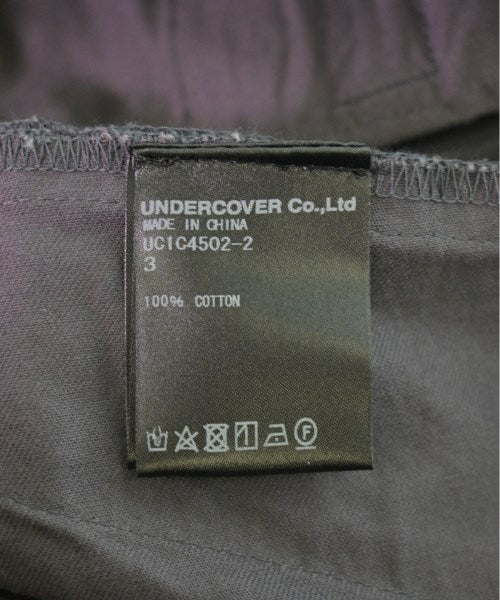 UNDERCOVER Co.,Ltd
MADE IN CHINA
UC1C4502-2
3
100% COTTON
F